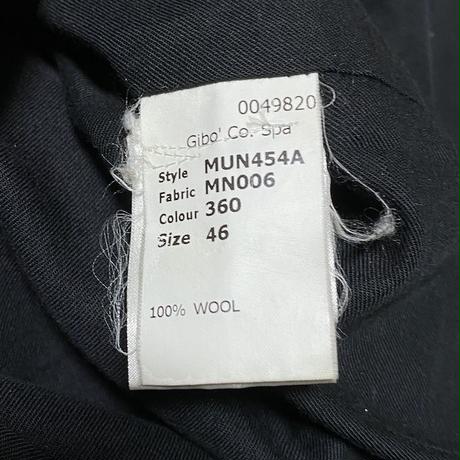 0049820
Gibo' Co. Spa
Style MUN454A
Fabric MN006
Colour 360
Size 46
100% WOOL